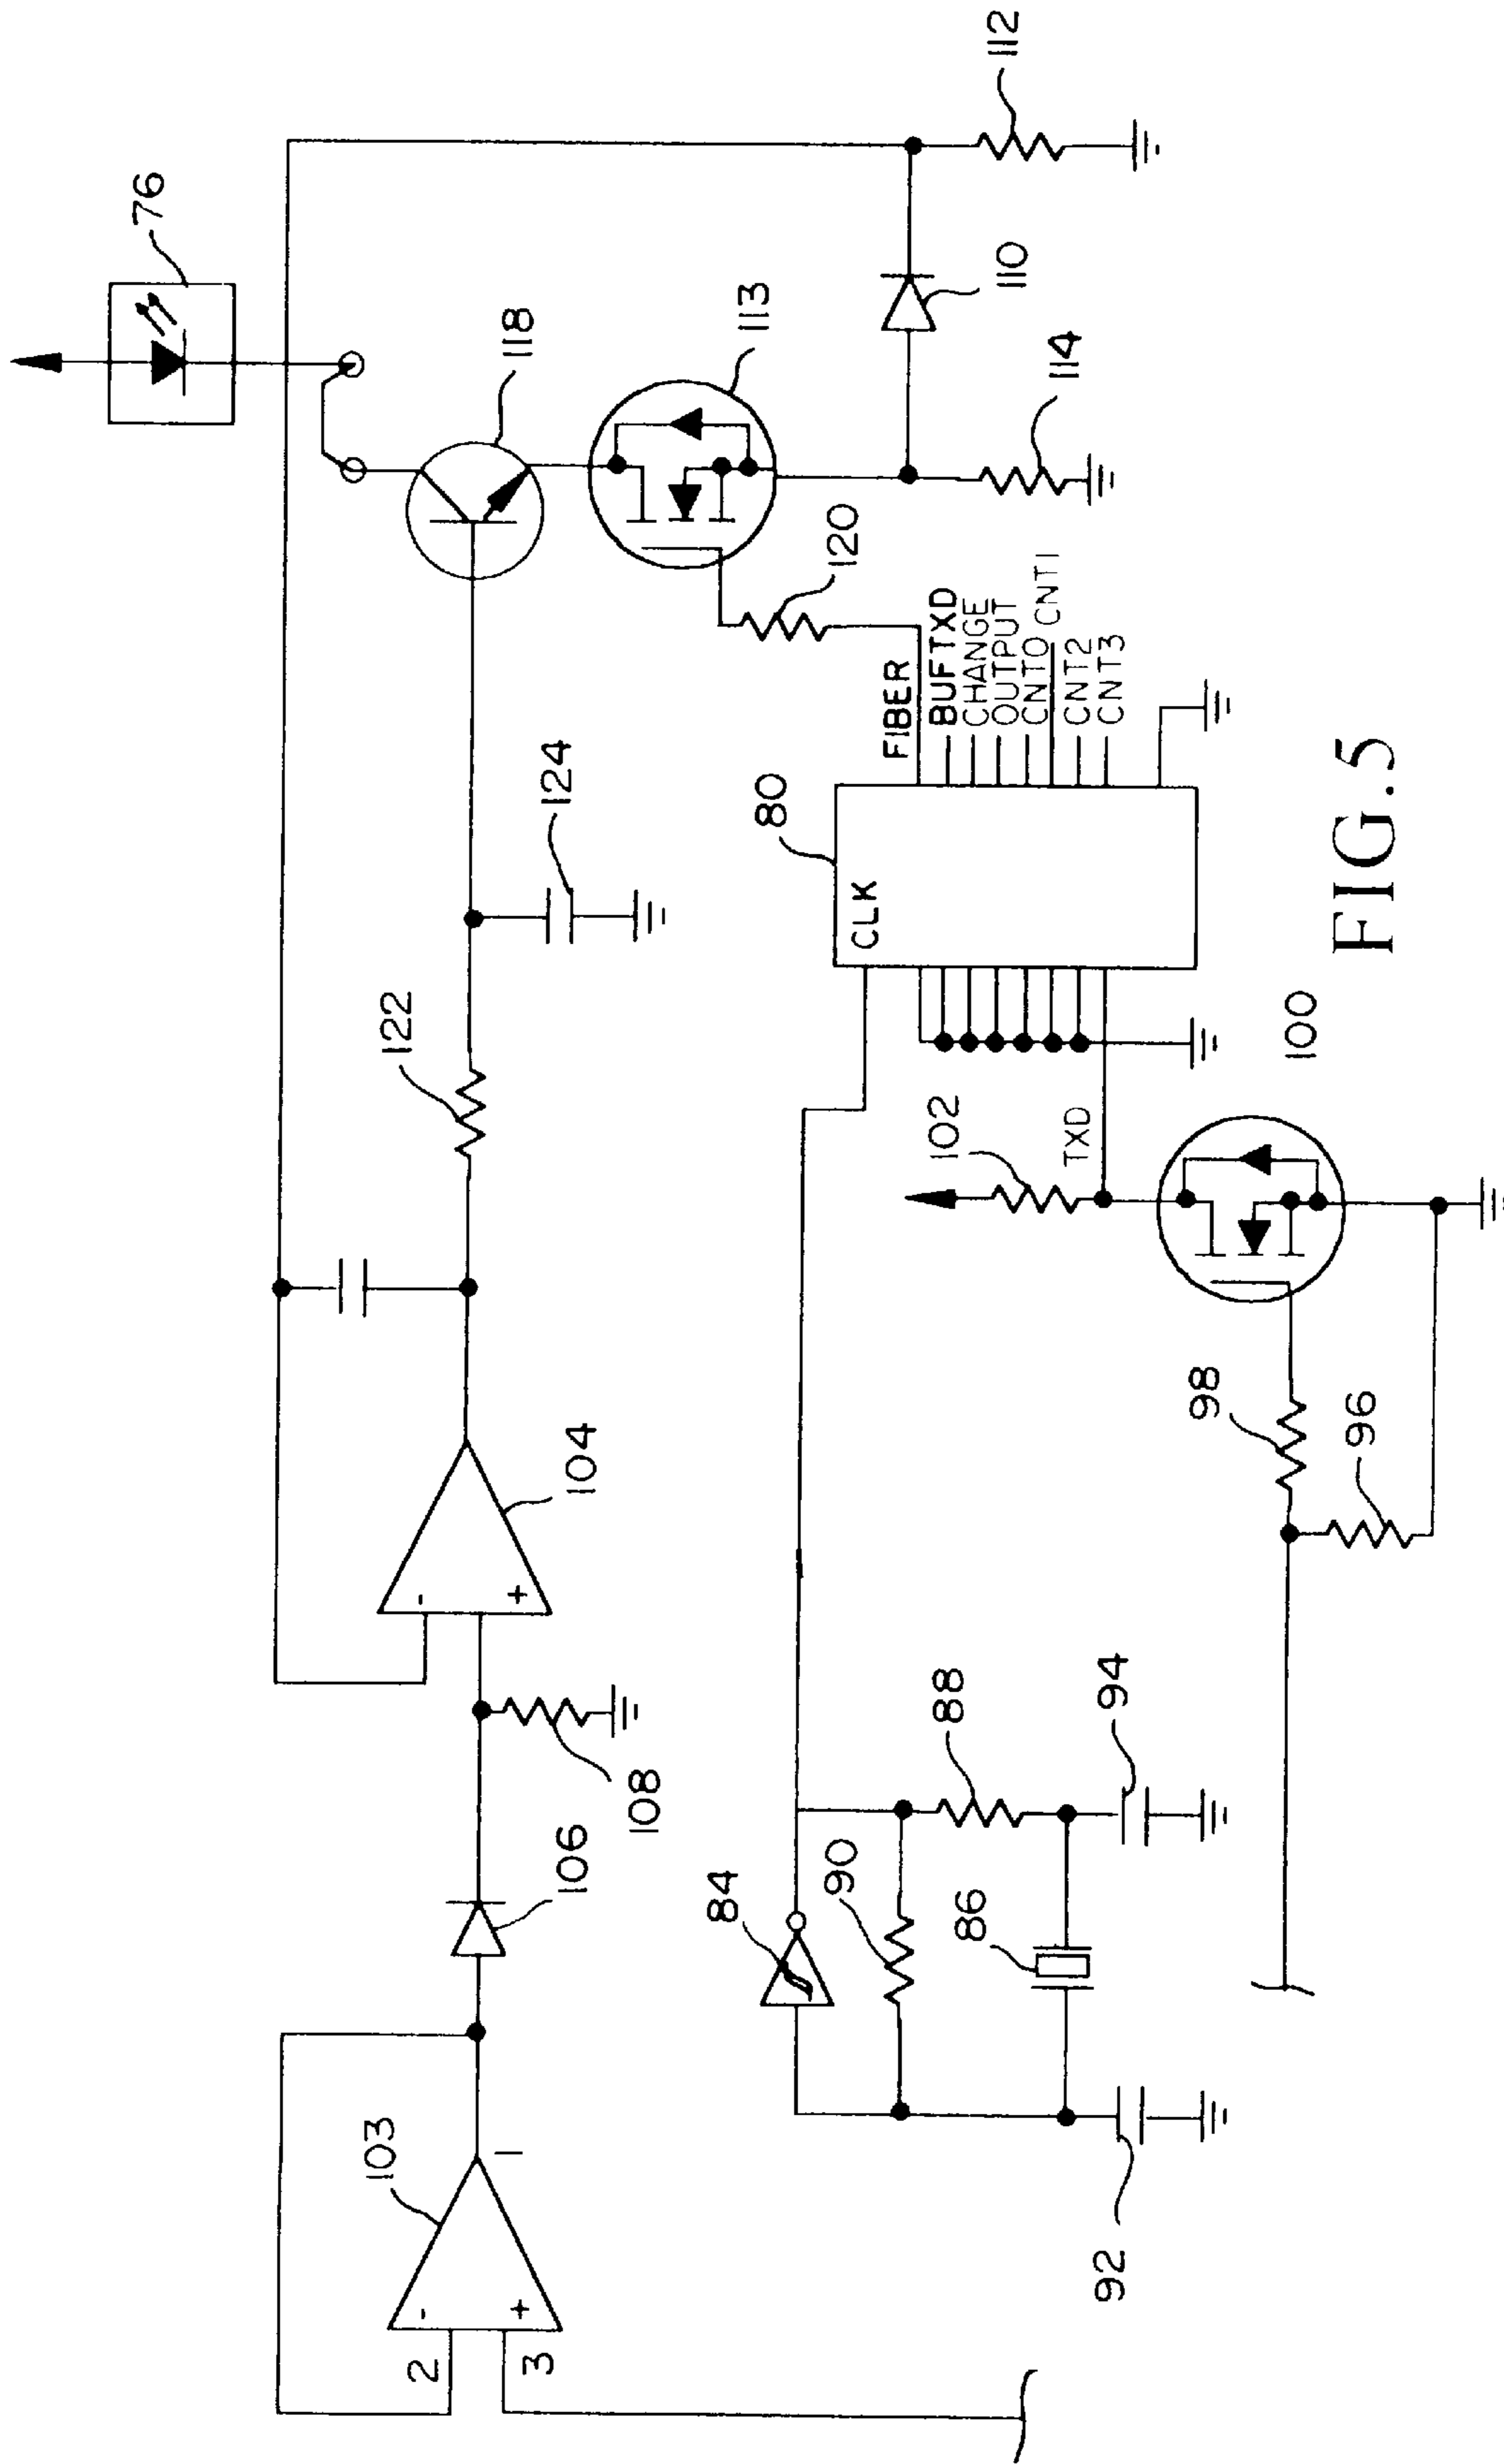 76
118
112
113
110
114
120
122
124
104
-
+
108
106
103
-
+
1
2
3
80
CLK
FIBER
BUFTXD
CHANGE
OUTPUT
CNT0
CNT1
CNT2
CNT3
102
TXD
100
98
96
84
90
88
86
94
92
FIG.5